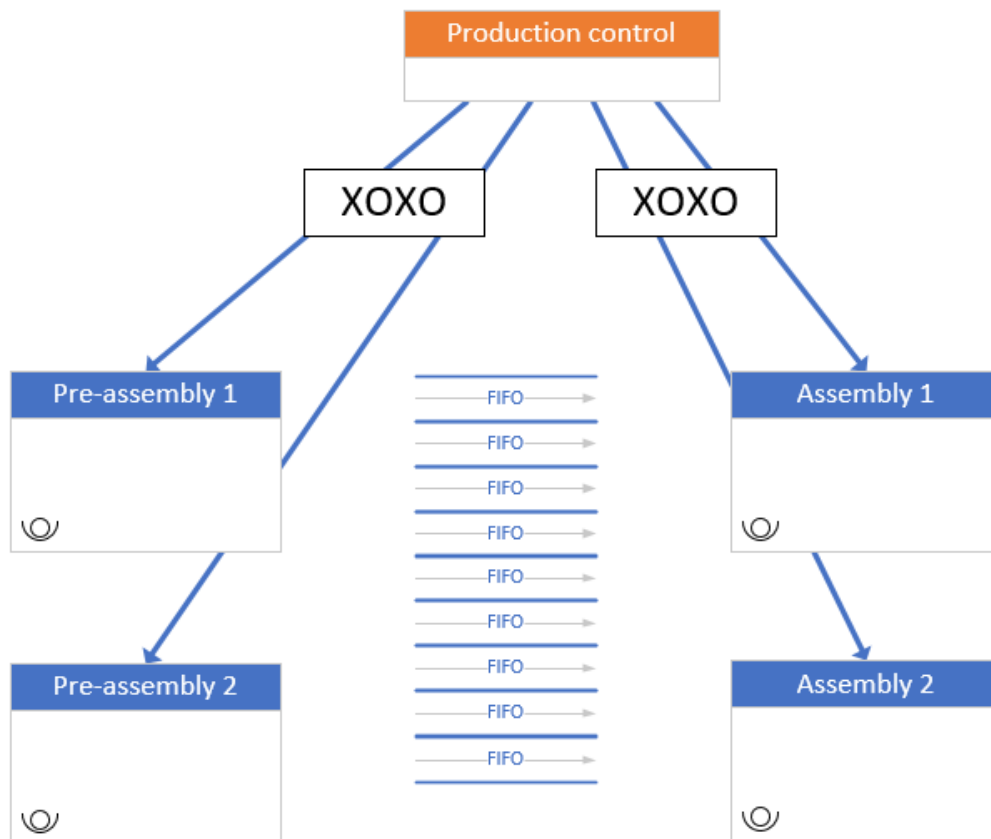 Production control
XOXO
XOXO
Pre-assembly 1
Assembly 1
FIFO
FIFO
FIFO
FIFO
FIFO
FIFO
FIFO
FIFO
FIFO
Pre-assembly 2
Assembly 2